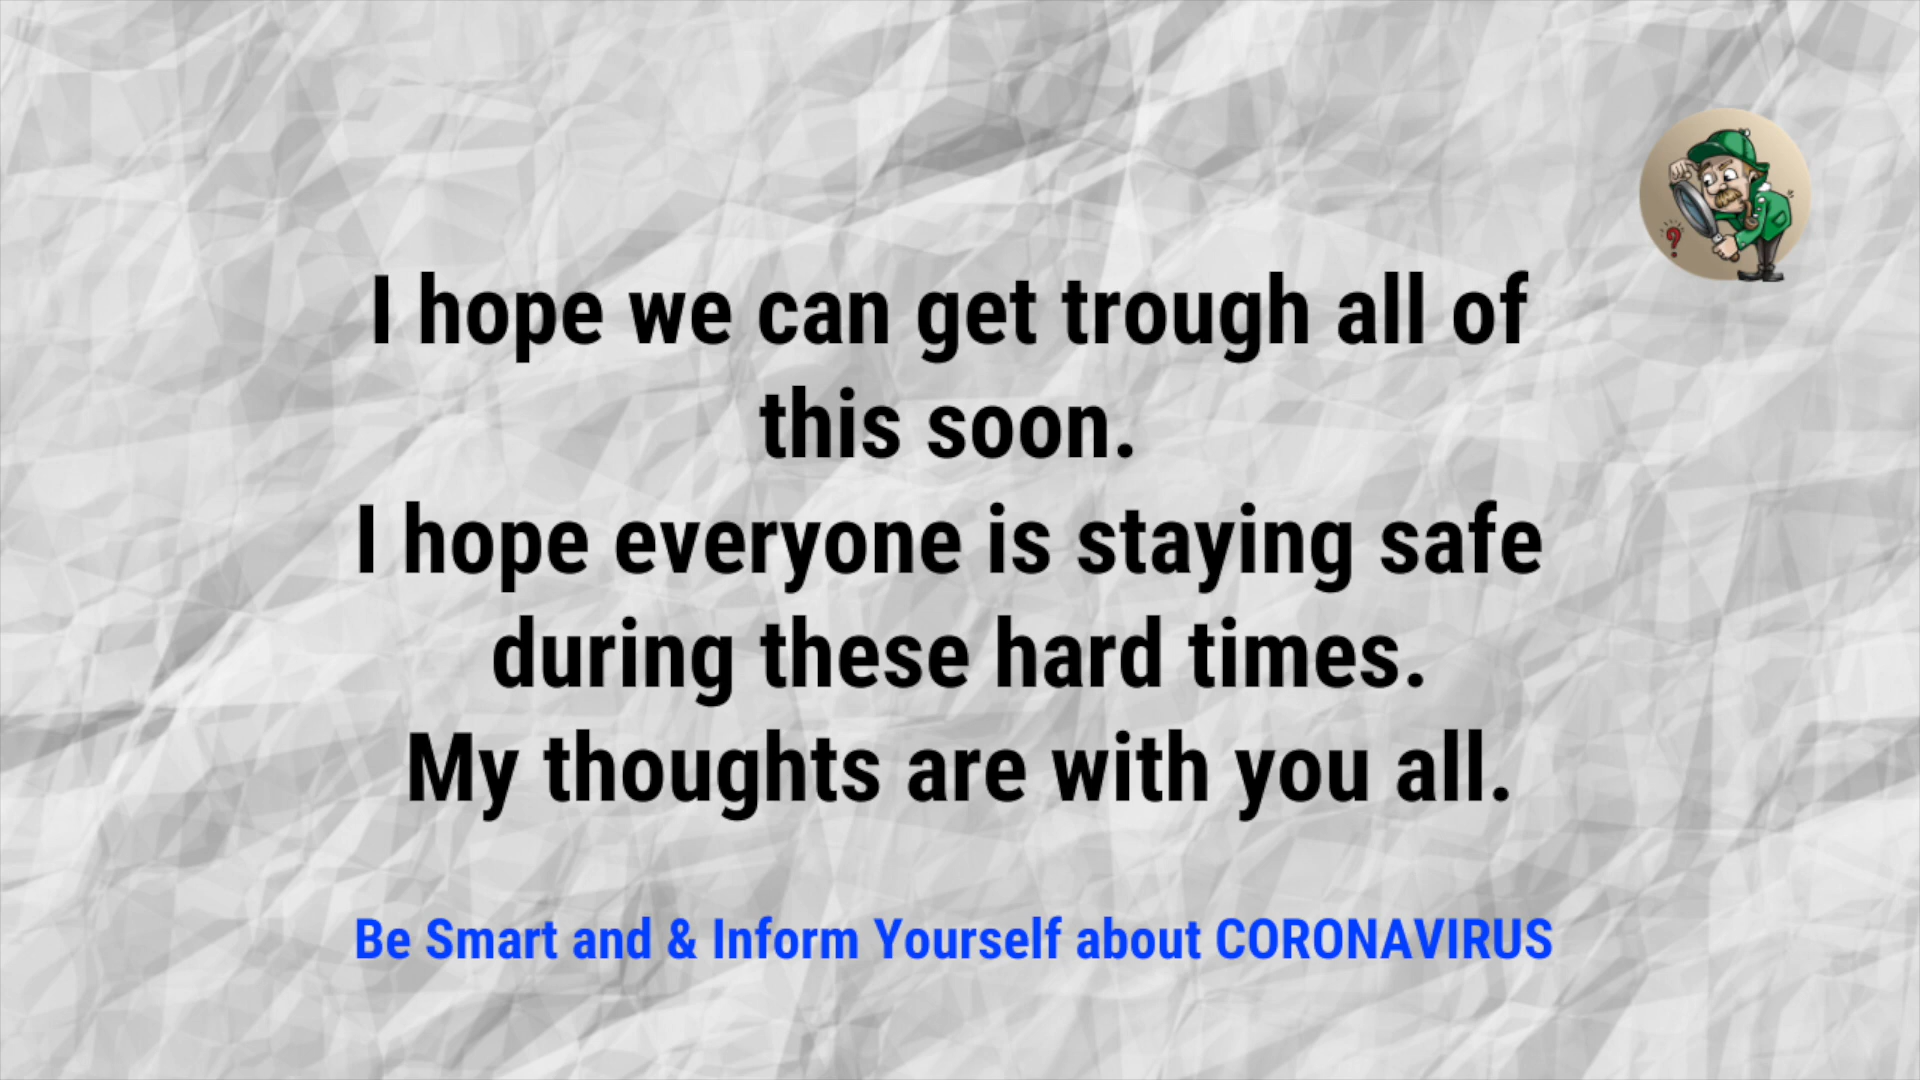 I hope we can get trough all of
this soon.
I hope everyone is staying safe
during these hard times.
My thoughts are with you all.
Be Smart and & Inform Yourself about CORONAVIRUS
?